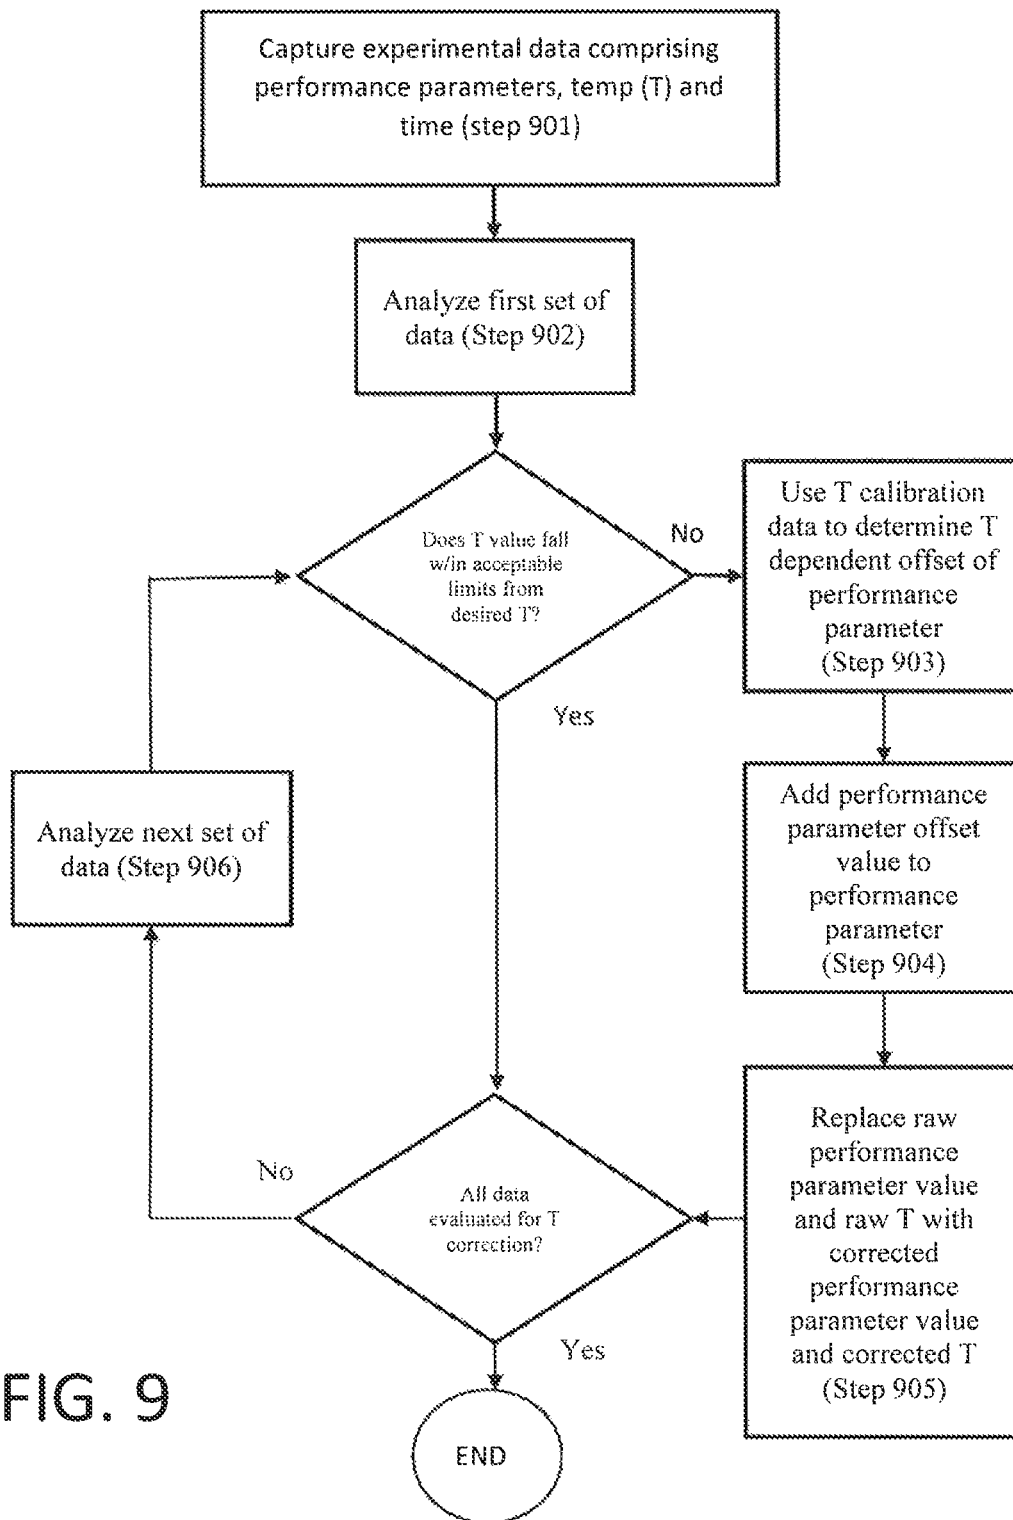 Capture experimental data comprising
performance parameters, temp (T) and
time (step 901)
Analyze first set of
data (Step 902)
Does T value fall
w/in acceptable
limits from
desired T?
No
Yes
Use T calibration
data to determine T
dependent offset of
performance
parameter
(Step 903)
Analyze next set of
data (Step 906)
Add performance
parameter offset
value to
performance
parameter
(Step 904)
Replace raw
performance
parameter value
and raw T with
corrected
performance
parameter value
and corrected T
(Step 905)
No
All data
evaluated for T
correction?
Yes
END
FIG. 9